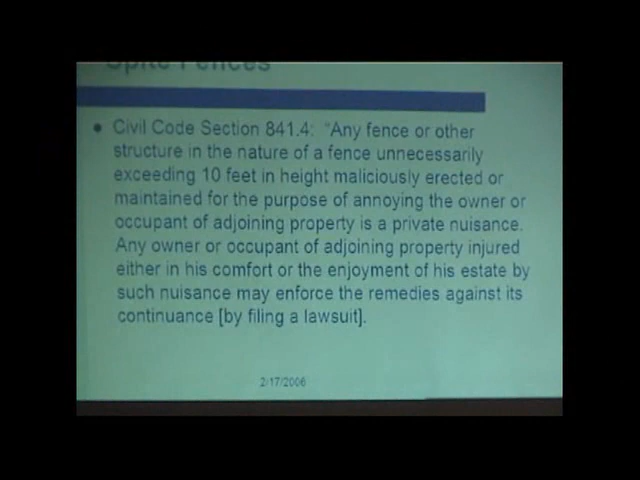 Spite Fences
• Civil Code Section 841.4: "Any fence or other
structure in the nature of a fence unnecessarily
exceeding 10 feet in height maliciously erected or
maintained for the purpose of annoying the owner or
occupant of adjoining property is a private nuisance.
Any owner or occupant of adjoining property injured
either in his comfort or the enjoyment of his estate by
such nuisance may enforce the remedies against its
continuance [by filing a lawsuit].
2/17/2006